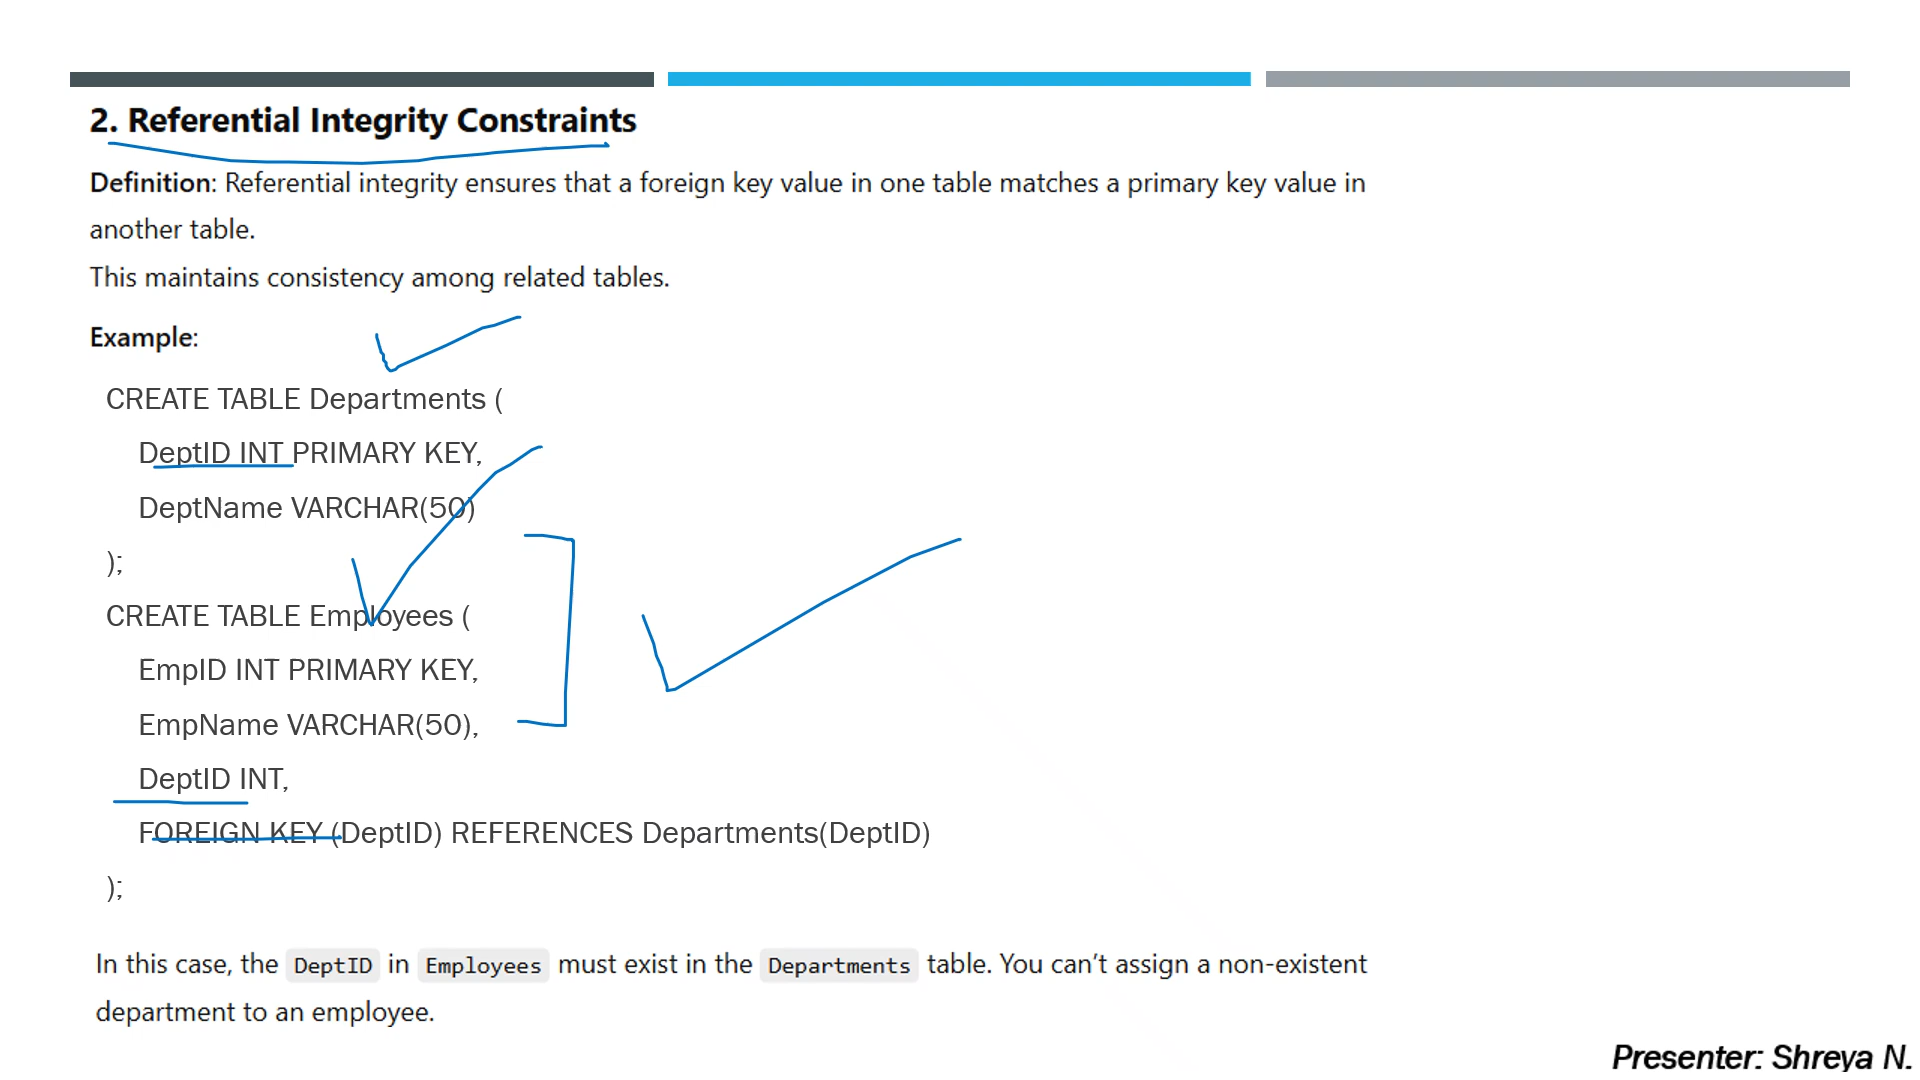 2. Referential Integrity Constraints
Definition: Referential integrity ensures that a foreign key value in one table matches a primary key value in
another table.
This maintains consistency among related tables.
Example:
CREATE TABLE Departments (
DeptID INT PRIMARY KEY,
DeptName VARCHAR(50)
);
CREATE TABLE Employees (
EmpID INT PRIMARY KEY,
EmpName VARCHAR(50),
DeptID INT,
FOREIGN KEY (DeptID) REFERENCES Departments(DeptID)
);
In this case, the DeptID in Employees must exist in the Departments table. You can't assign a non-existent
department to an employee.
Presenter: Shreya N.